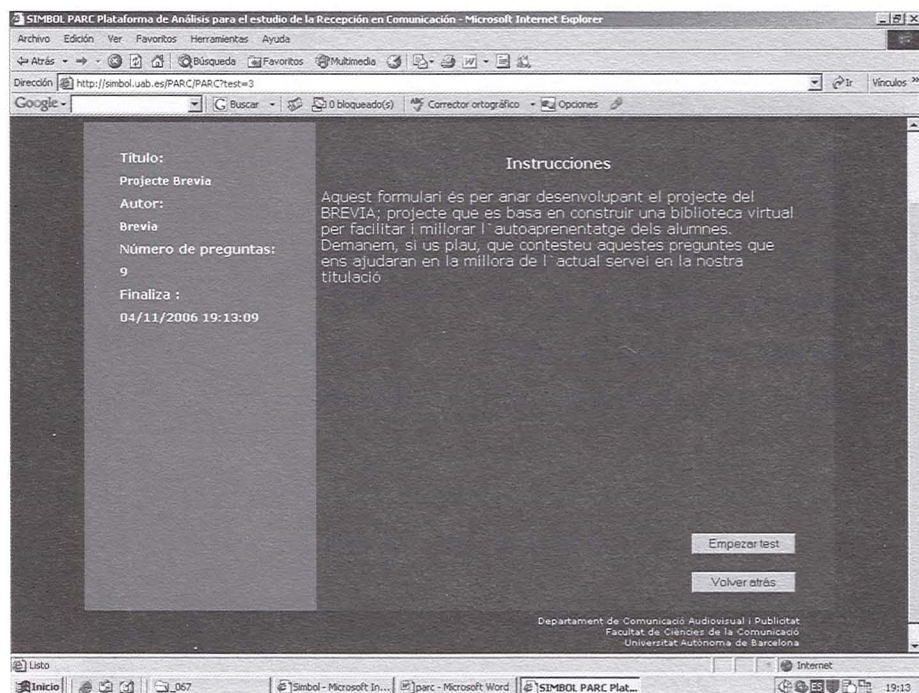 SIMBOL PARC Plataforma de Análisis para el estudio de la Recepción en Comunicación - Microsoft Internet Explorer
Archivo Edición Ver Favoritos Herramientas Ayuda
Atrás Búsqueda Favoritos Multimedia
Dirección http://simbol.uab.es/PARC/PARC?test=3 Ir Vínculos »
Google Buscar 0 bloqueado(s) Corrector ortográfico Opciones
Título:
Projecte Brevia
Autor:
Brevia
Número de preguntas:
9
Finaliza :
04/11/2006 19:13:09
Instrucciones
Aquest formulari és per anar desenvolupant el projecte del
BREVIA; projecte que es basa en construir una biblioteca virtual
per facilitar i millorar l`autoaprenentatge dels alumnes.
Demanem, si us plau, que contesteu aquestes preguntes que
ens ajudaran en la millora de l`actual servei en la nostra
titulació
Empezar test
Volver atrás
Departament de Comunicació Audiovisual i Publicitat
Facultat de Ciències de la Comunicació
Universitat Autònoma de Barcelona
Listo Internet
Inicio _067 Simbol - Microsoft In... parc - Microsoft Word SIMBOL PARC Plat... ES 19:13